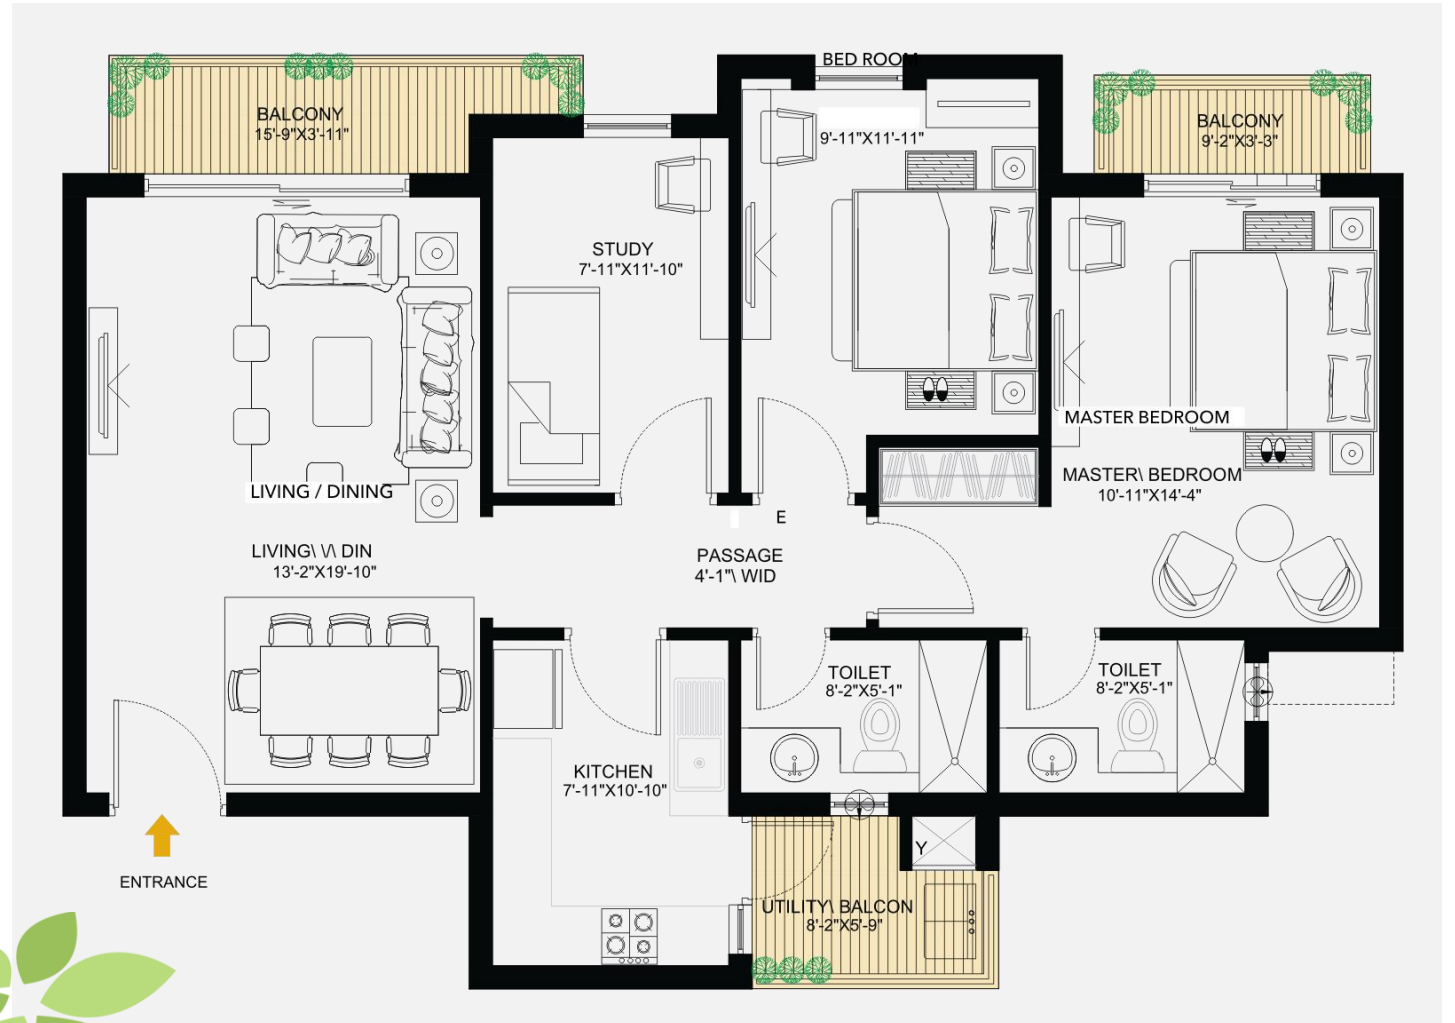 BED ROOM
9'-11"X11'-11"
BALCONY
15'-9"X3'-11"
BALCONY
9'-2"X3'-3"
STUDY
7'-11"X11'-10"
MASTER BEDROOM
MASTER\ BEDROOM
10'-11"X14'-4"
LIVING / DINING
LIVING\ \/\ DIN
13'-2"X19'-10"
E
PASSAGE
4'-1"\ WID
TOILET
8'-2"X5'-1"
TOILET
8'-2"X5'-1"
KITCHEN
7'-11"X10'-10"
Y
ENTRANCE
UTILITY\ BALCON
8'-2"X5'-9"